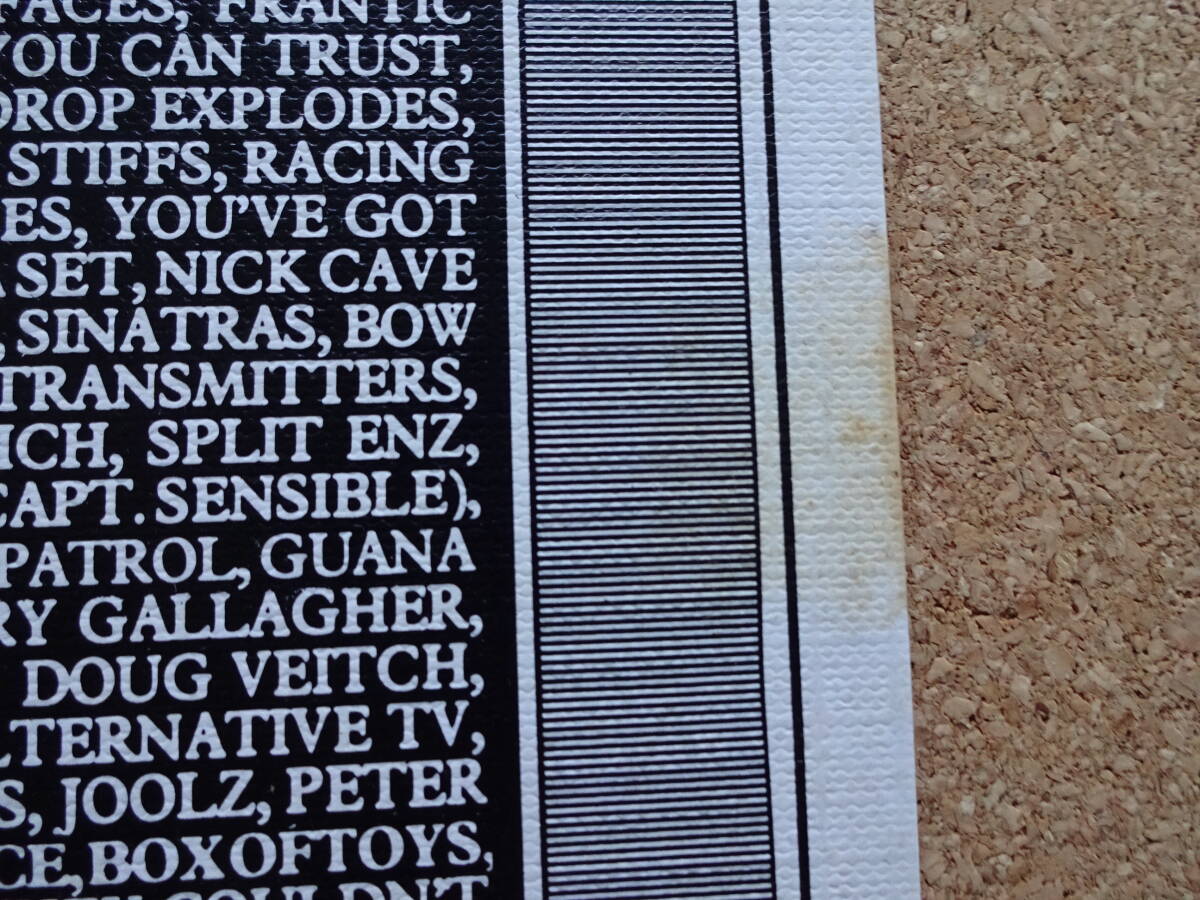 FACES, FRANTIC
YOU CAN TRUST,
DROP EXPLODES,
STIFFS, RACING
ES, YOU'VE GOT
A SET, NICK CAVE
, SINATRAS, BOW
TRANSMITTERS,
ICH, SPLIT ENZ,
CAPT. SENSIBLE),
PATROL, GUANA
RY GALLAGHER,
DOUG VEITCH,
LTERNATIVE TV,
S, JOOLZ, PETER
CE, BOXOFTOYS,
COULDN'T